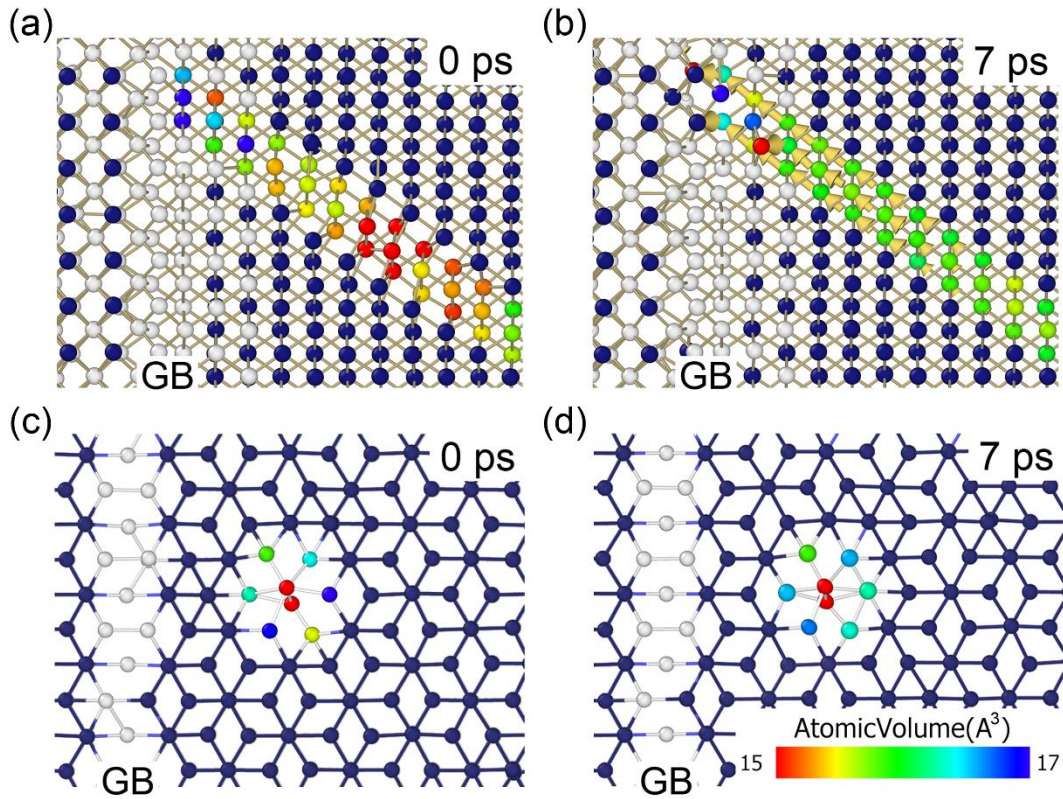 (a)
0 ps
GB
(b)
7 ps
GB
(c)
0 ps
GB
(d)
7 ps
GB
AtomicVolume(A³)
15
17